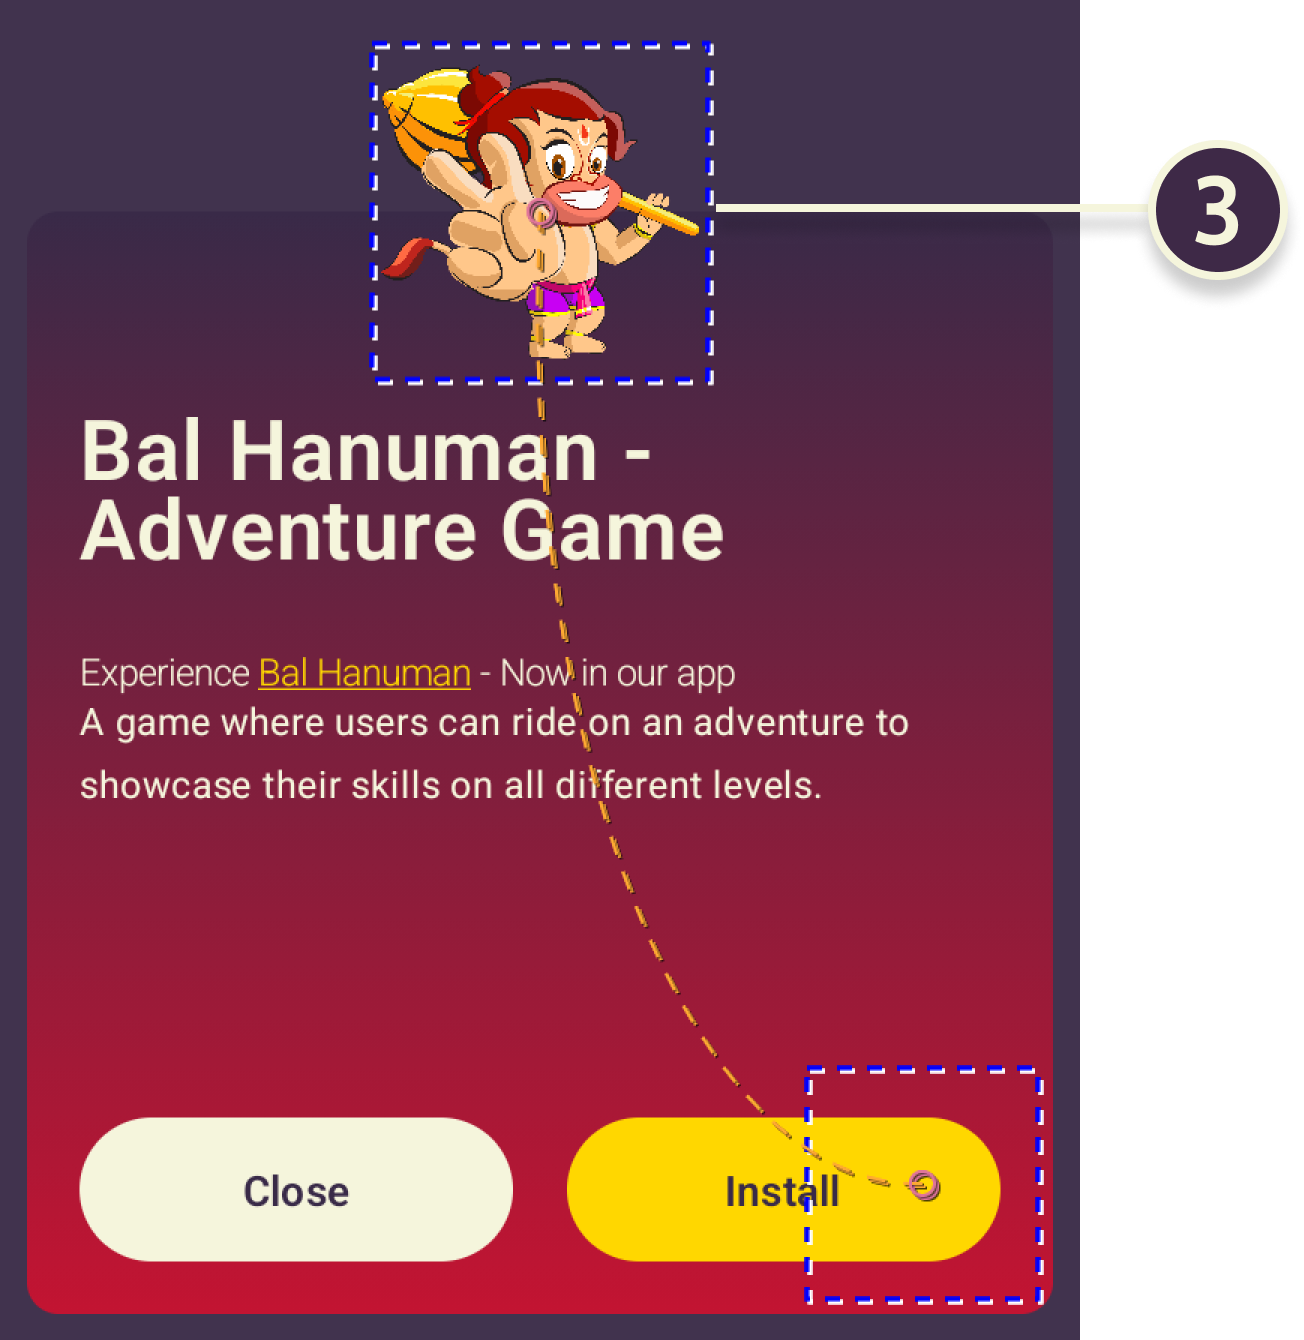 3
Bal Hanuman -
Adventure Game
Experience Bal Hanuman - Now in our app
A game where users can ride on an adventure to
showcase their skills on all different levels.
Close
Install